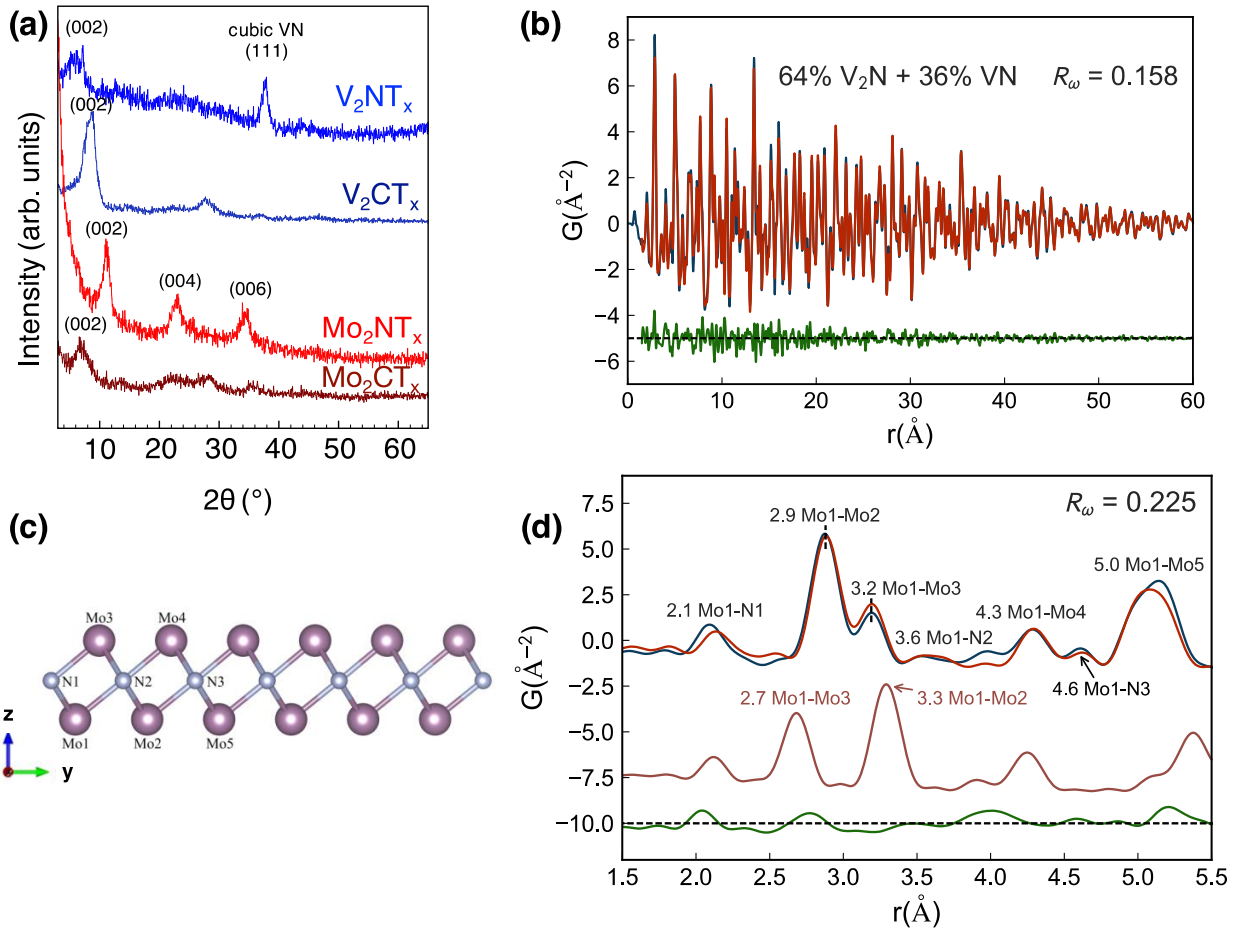 (a)
(002)
cubic VN
(111)
V₂NTₓ
(002)
V₂CTₓ
(002)
(004)
(006)
Mo₂NTₓ
(002)
Mo₂CTₓ
Intensity (arb. units)
10 20 30 40 50 60
2θ (°)
(b)
64% V₂N + 36% VN Rω = 0.158
8
6
4
2
0
−2
−4
−6
G(Å⁻²)
0 10 20 30 40 50 60
r(Å)
(c)
Mo3 Mo4
N1 N2 N3
Mo1 Mo2 Mo5
z
y
(d)
Rω = 0.225
2.9 Mo1-Mo2
5.0 Mo1-Mo5
3.2 Mo1-Mo3
2.1 Mo1-N1
4.3 Mo1-Mo4
3.6 Mo1-N2
4.6 Mo1-N3
2.7 Mo1-Mo3
3.3 Mo1-Mo2
7.5
5.0
2.5
0.0
−2.5
−5.0
−7.5
−10.0
G(Å⁻²)
1.5 2.0 2.5 3.0 3.5 4.0 4.5 5.0 5.5
r(Å)